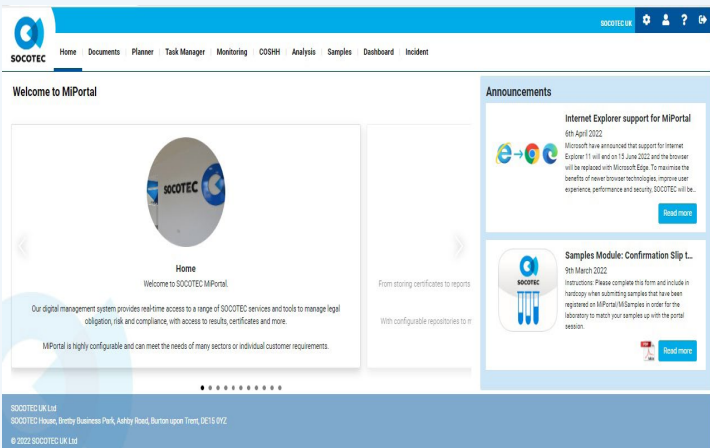 SOCOTEC UK
SOCOTEC
Home Documents Planner Task Manager Monitoring COSHH Analysis Samples Dashboard Incident
Welcome to MiPortal
SOCOTEC
Home
Welcome to SOCOTEC MiPortal.
Our digital management system provides real-time access to a range of SOCOTEC services and tools to manage legal
obligation, risk and compliance, with access to results, certificates and more.
MiPortal is highly configurable and can meet the needs of many sectors or individual customer requirements.
From storing certificates to reports
With configurable repositories to
Announcements
Internet Explorer support for MiPortal
6th April 2022
Microsoft have announced that support for Internet
Explorer 11 will end on 15 June 2022 and the browser
will be replaced with Microsoft Edge. To maximise the
benefits of newer browser technologies, improve user
experience, performance and security, SOCOTEC will be...
Read more
SOCOTEC
Samples Module: Confirmation Slip t...
9th March 2022
Instructions: Please complete this form and include in
hardcopy when submitting samples that have been
registered on MiPortal/MiSamples in order for the
laboratory to match your samples up with the portal
session.
Read more
SOCOTEC UK Ltd
SOCOTEC House, Bretby Business Park, Ashby Road, Burton upon Trent, DE15 0YZ
© 2022 SOCOTEC UK Ltd